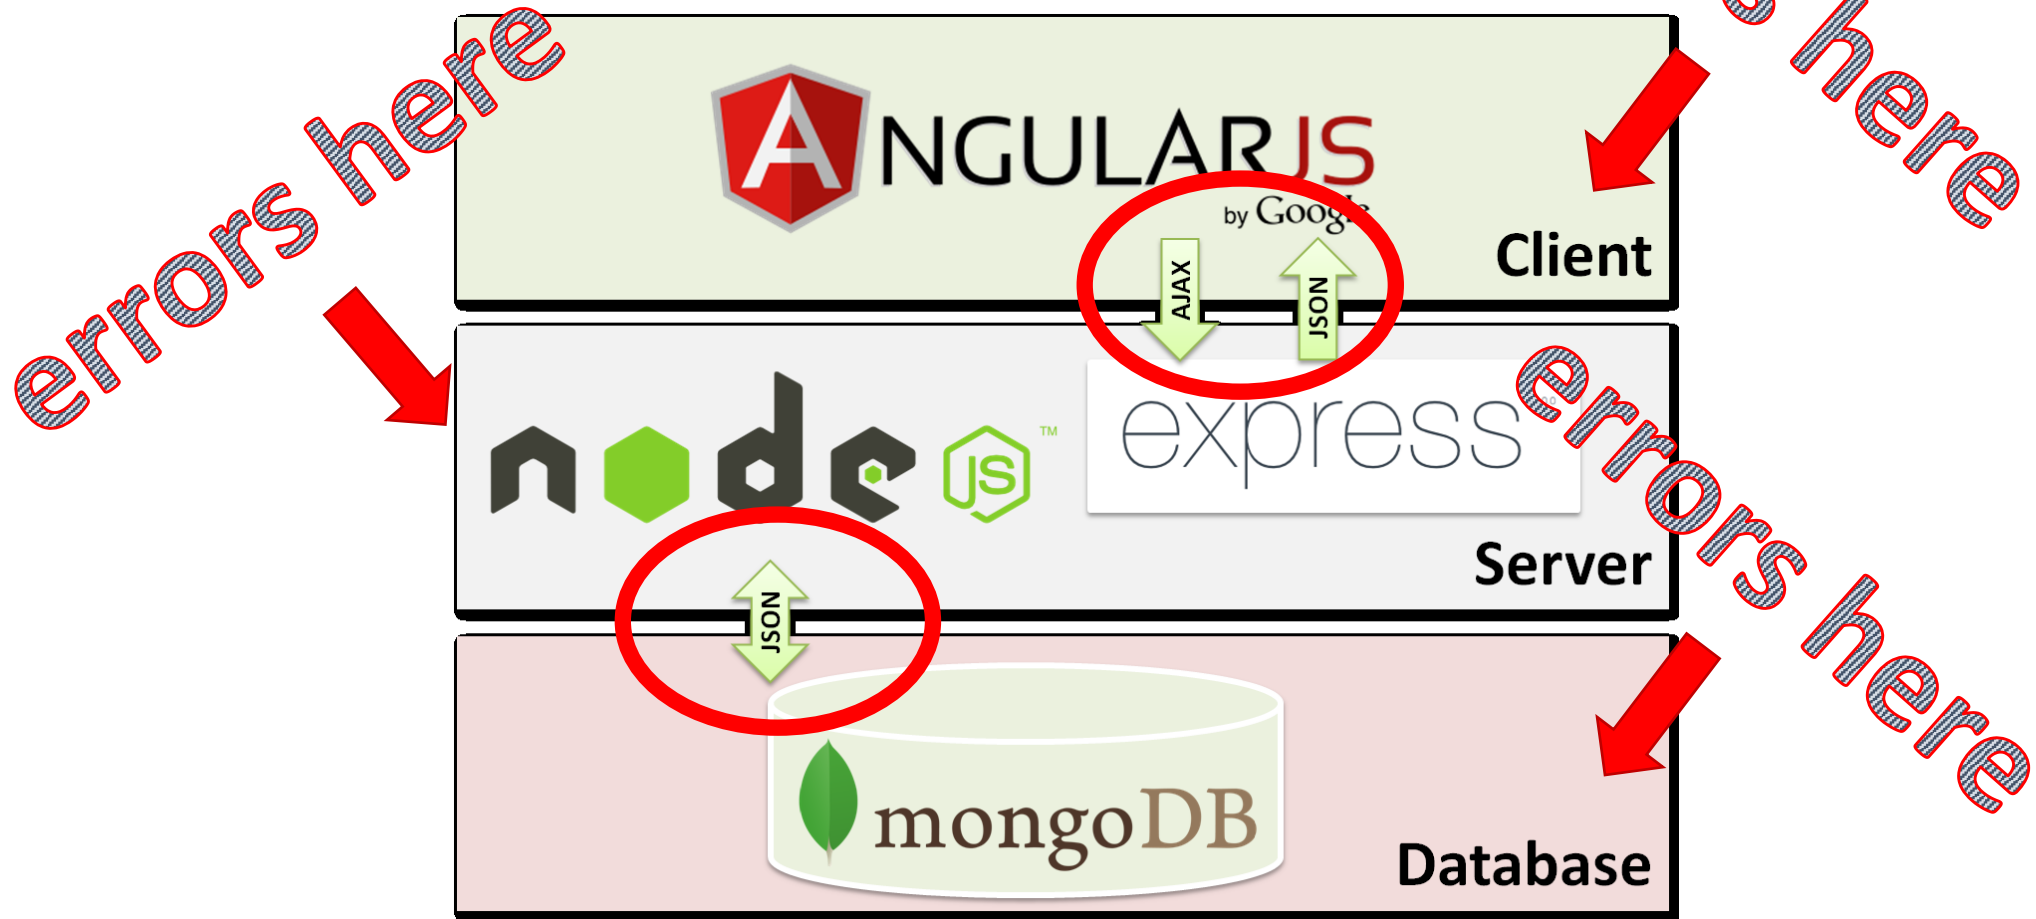 errors here
s here
ANGULARJS
by Google
Client
AJAX
JSON
node
JS
™
express
errors here
Server
JSON
mongoDB
Database